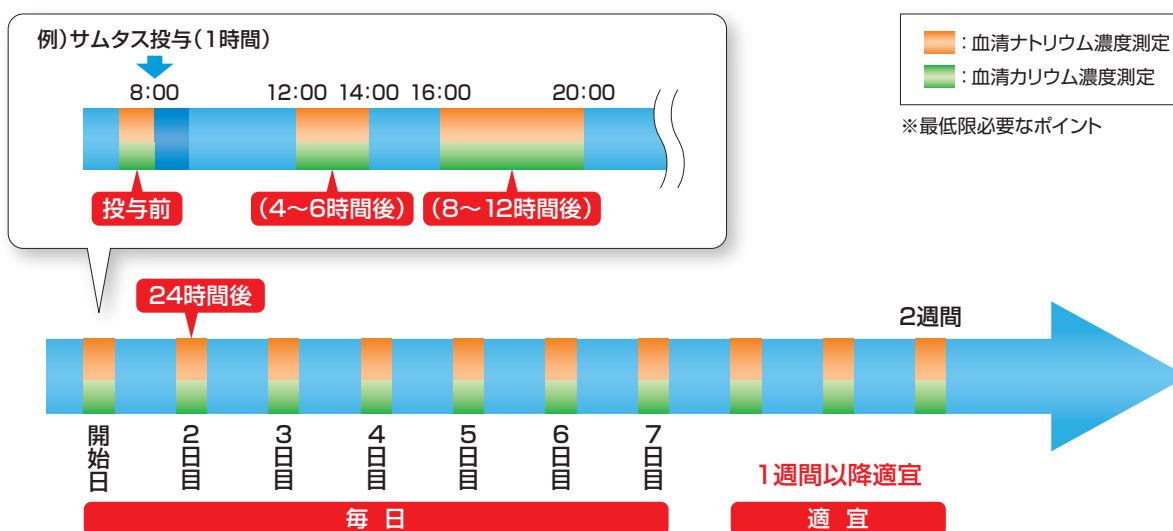 例）サムタス投与（1時間）
8：00
12：00
14：00
16：00
20：00
投与前
（4～6時間後）
（8～12時間後）
：血清ナトリウム濃度測定
：血清カリウム濃度測定
※最低限必要なポイント
24時間後
2週間
開始日
2日目
3日目
4日目
5日目
6日目
7日目
1週間以降適宜
毎 日
適 宜